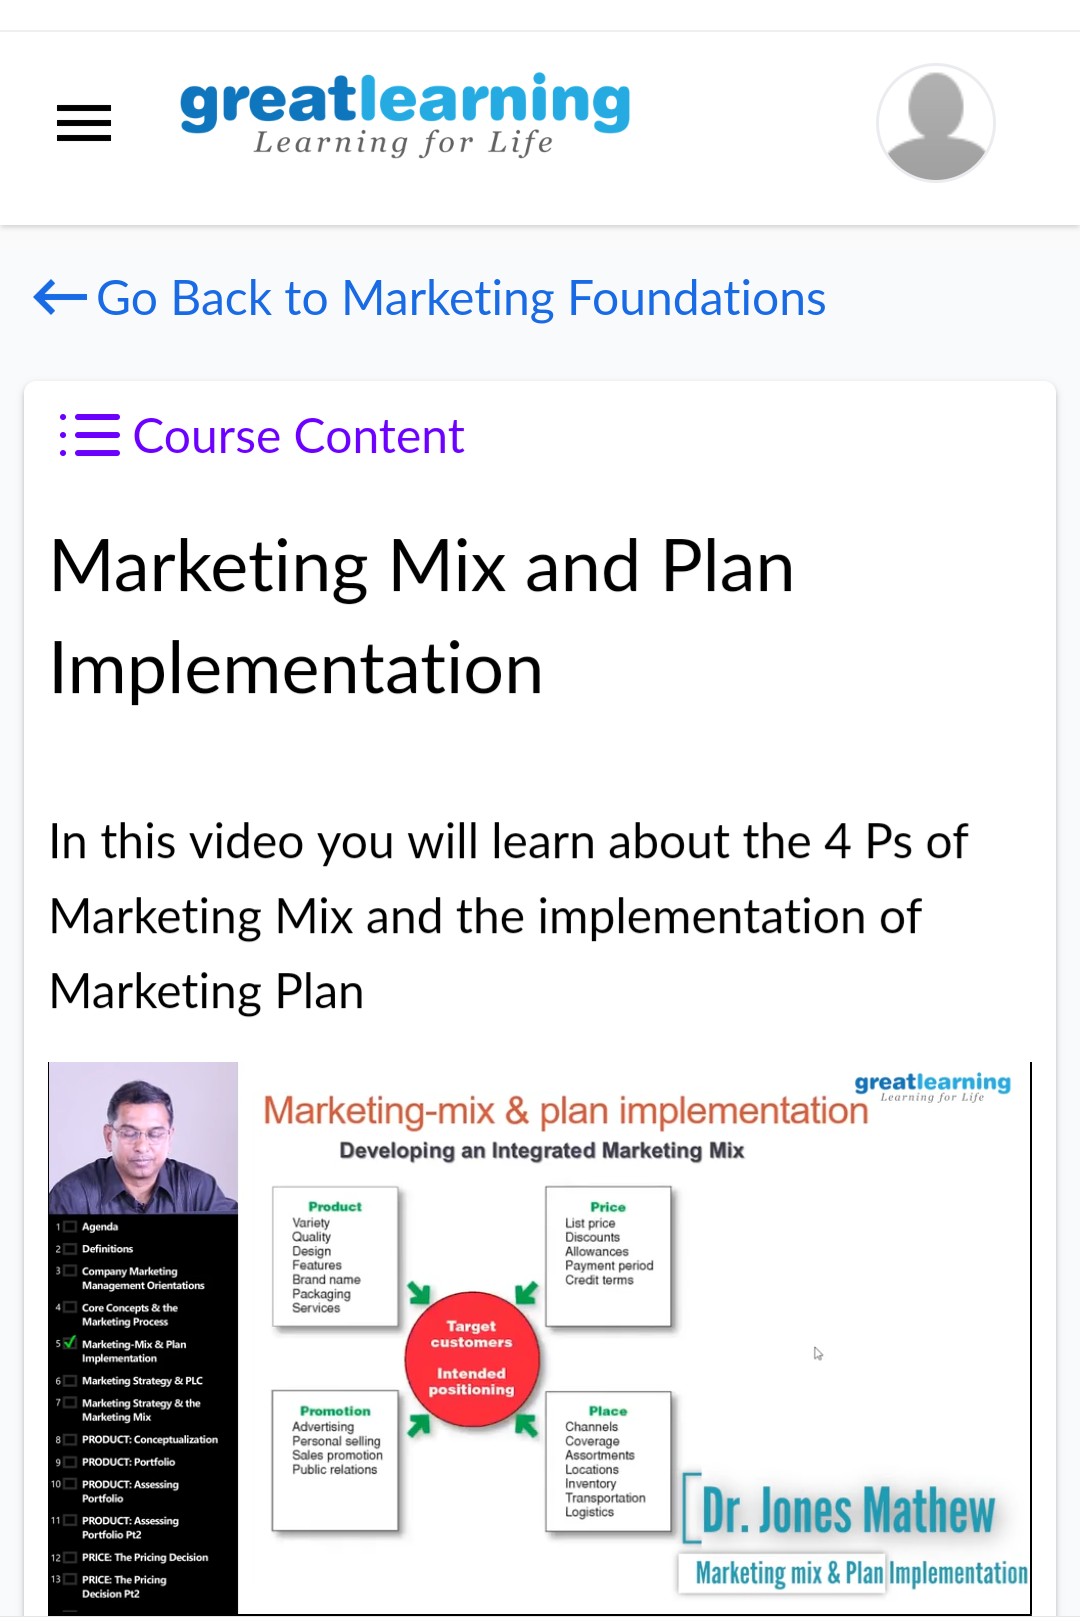 greatlearning
Learning for Life
Go Back to Marketing Foundations
Course Content
Marketing Mix and Plan
Implementation
In this video you will learn about the 4 Ps of
Marketing Mix and the implementation of
Marketing Plan
greatlearning
Learning for Life
Marketing-mix & plan implementation
Developing an Integrated Marketing Mix
Product
Variety
Quality
Design
Features
Brand name
Packaging
Services
Price
List price
Discounts
Allowances
Payment period
Credit terms
Target
customers
Intended
positioning
Promotion
Advertising
Personal selling
Sales promotion
Public relations
Place
Channels
Coverage
Assortments
Locations
Inventory
Transportation
Logistics
1 Agenda
2 Definitions
3 Company Marketing
Management Orientations
4 Core Concepts & the
Marketing Process
5 Marketing-Mix & Plan
Implementation
6 Marketing Strategy & PLC
7 Marketing Strategy & the
Marketing Mix
8 PRODUCT: Conceptualization
9 PRODUCT: Portfolio
10 PRODUCT: Assessing
Portfolio
11 PRODUCT: Assessing
Portfolio Pt2
12 PRICE: The Pricing Decision
13 PRICE: The Pricing
Decision Pt2
Dr. Jones Mathew
Marketing mix & Plan Implementation